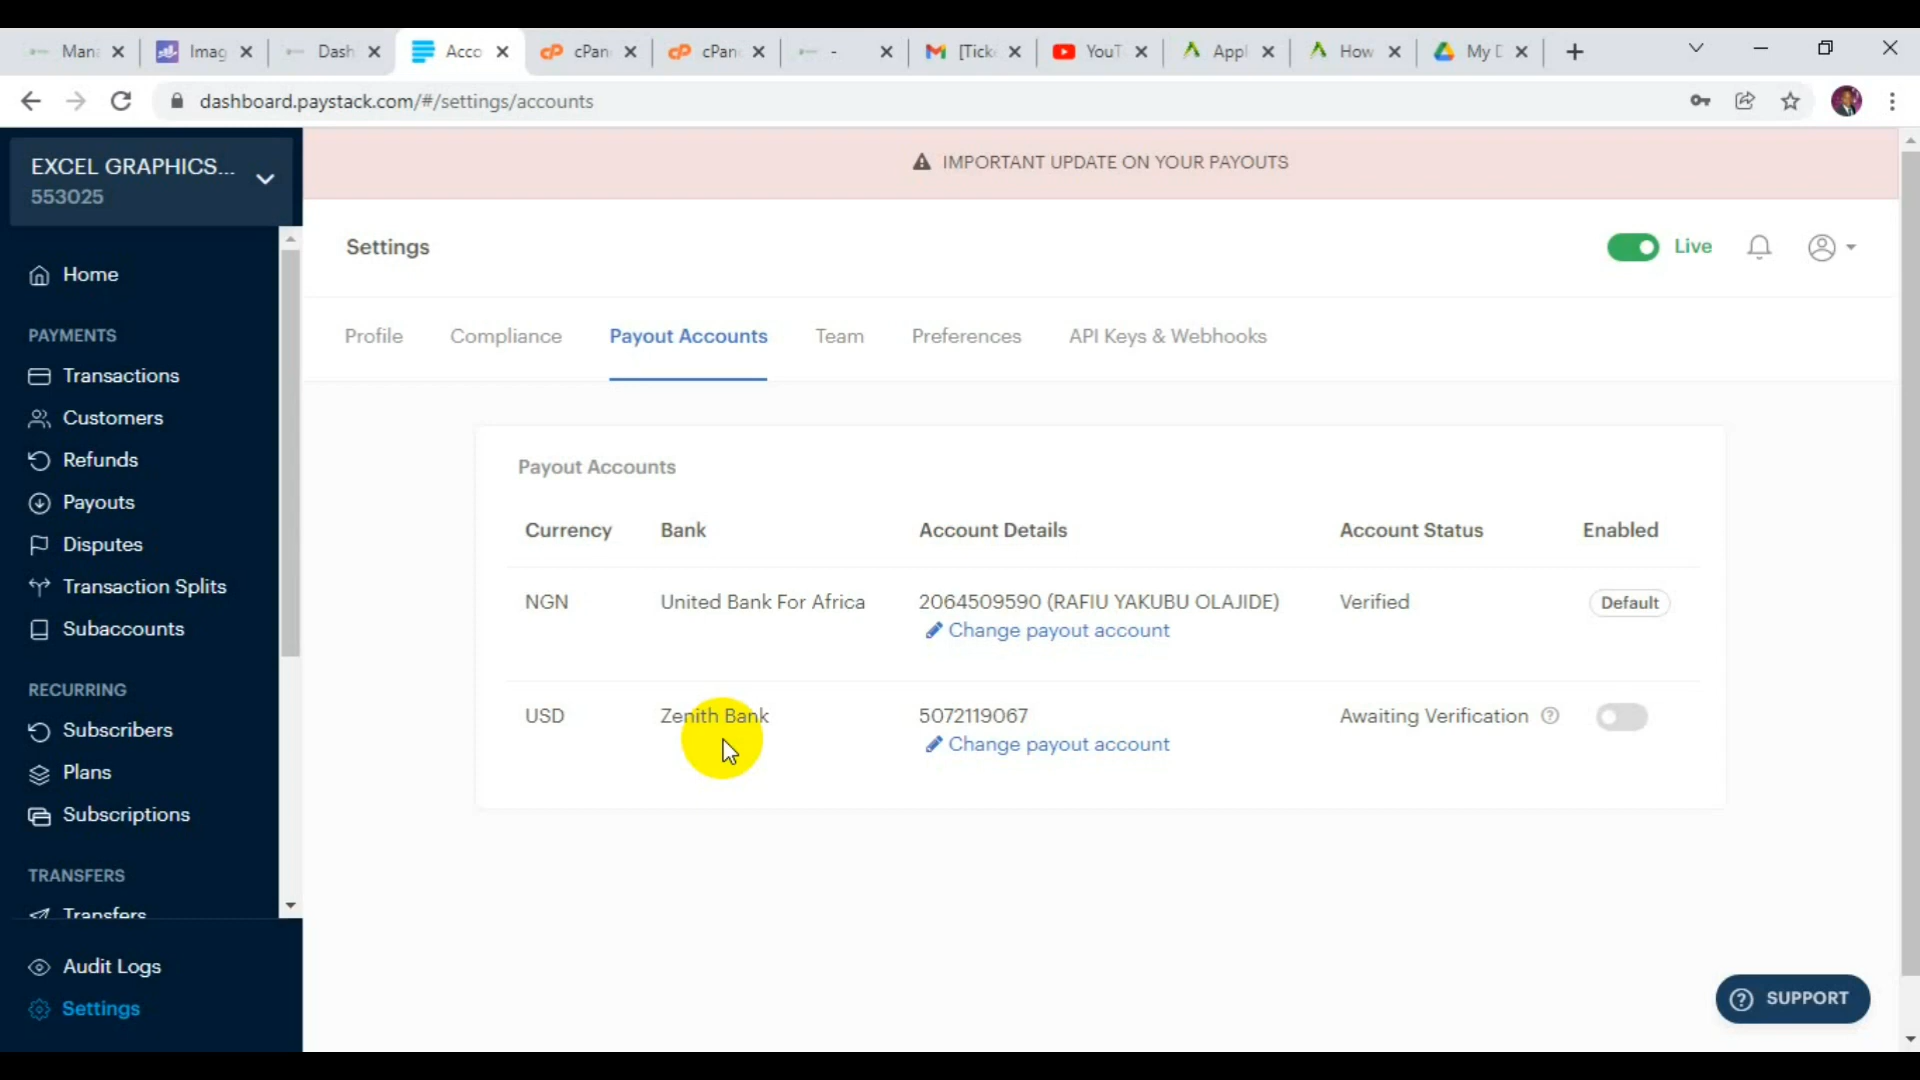 Man
Imag
Dash
Acco
cPan
cPan
-
[Tick
YouT
Appl
How
My D
dashboard.paystack.com/#/settings/accounts
EXCEL GRAPHICS...
553025
IMPORTANT UPDATE ON YOUR PAYOUTS
Settings
Live
Home
Profile
Compliance
Payout Accounts
Team
Preferences
API Keys & Webhooks
PAYMENTS
Transactions
Customers
Refunds
Payouts
Disputes
Transaction Splits
Subaccounts
RECURRING
Subscribers
Plans
Subscriptions
TRANSFERS
Transfers
Audit Logs
Settings
Payout Accounts
Currency Bank Account Details Account Status Enabled
NGN United Bank For Africa 2064509590 (RAFIU YAKUBU OLAJIDE) Verified Default
Change payout account
USD Zenith Bank 5072119067 Awaiting Verification
Change payout account
SUPPORT